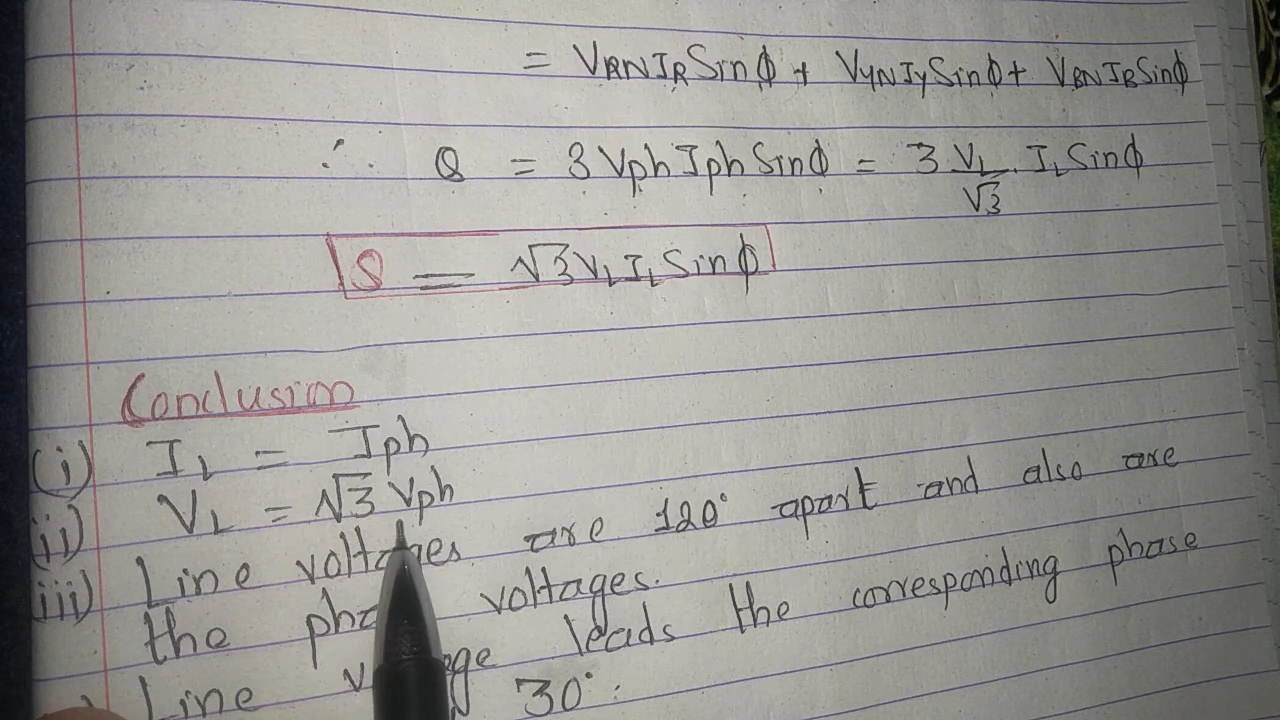 = VRN IR Sinϕ + VYN IY Sinϕ + VBN IB Sinϕ
∴ Q = 3 Vph Iph Sinϕ = 3 VL/√3 . IL Sinϕ
Q = √3 VL IL Sinϕ
Conclusion
(i) IL = Iph
(ii) VL = √3 Vph
(iii) Line voltages are 120° apart and also are
the voltages.
Line leads the corresponding phase
30°.